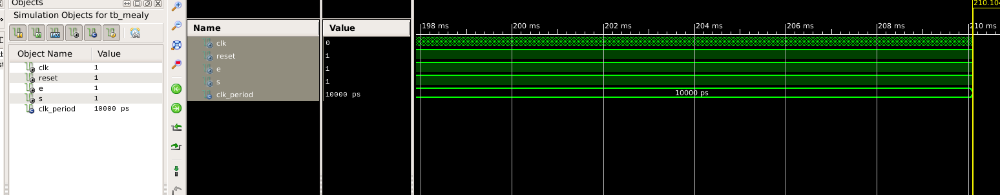 Objects
Simulation Objects for tb_mealy
Object Name Value
clk 1
reset 1
e 1
s 1
clk_period 10000 ps
Name Value
clk 0
reset 1
e 1
s 1
clk_period 10000 ps
210.104
198 ms 200 ms 202 ms 204 ms 206 ms 208 ms 210 ms
10000 ps